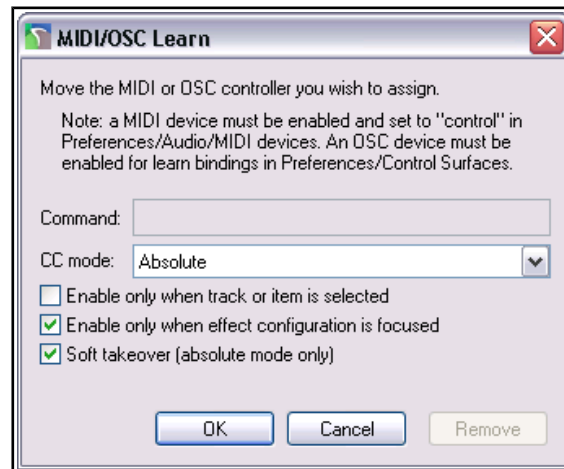 MIDI/OSC Learn
Move the MIDI or OSC controller you wish to assign.
Note: a MIDI device must be enabled and set to "control" in
Preferences/Audio/MIDI devices. An OSC device must be
enabled for learn bindings in Preferences/Control Surfaces.
Command:
CC mode: Absolute
Enable only when track or item is selected
Enable only when effect configuration is focused
Soft takeover (absolute mode only)
OK Cancel Remove